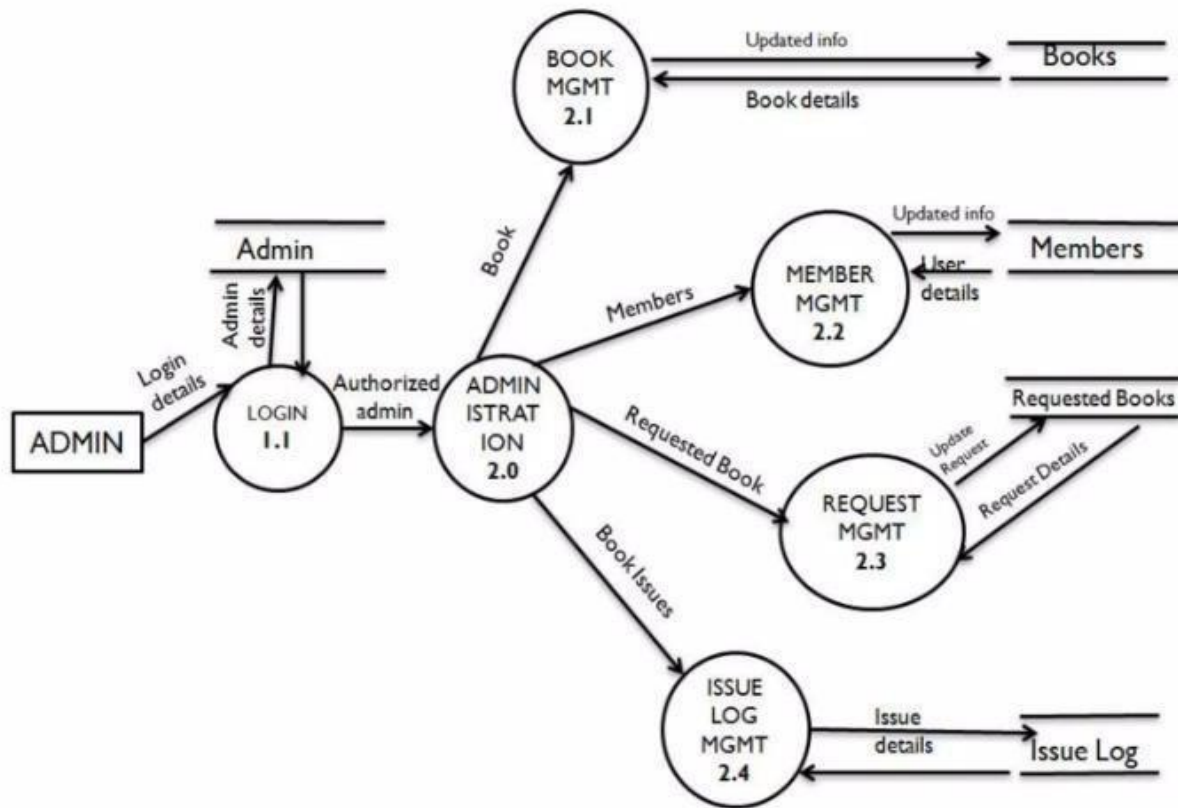 BOOK
MGMT
2.1
Updated info
Books
Book details
Book
Admin
Admin
details
Login
details
ADMIN
LOGIN
1.1
Authorized
admin
ADMIN
ISTRAT
ION
2.0
Members
MEMBER
MGMT
2.2
Updated info
Members
User
details
Requested Book
REQUEST
MGMT
2.3
Update
Request
Requested Books
Request Details
Book Issues
ISSUE
LOG
MGMT
2.4
Issue
details
Issue Log